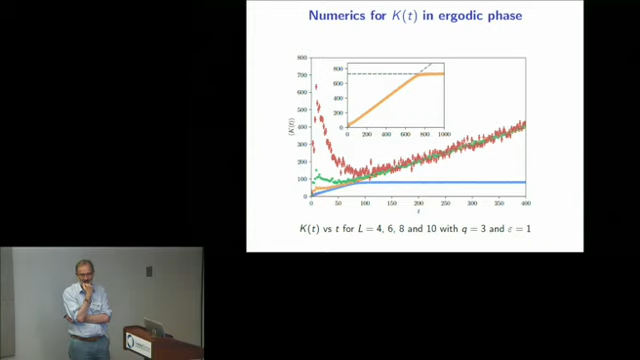 Numerics for K(t) in ergodic phase
800
700
600
500
400
300
200
100
0
⟨K(t)⟩
800
600
400
200
0
0 200 400 600 800 1000
0 50 100 150 200 250 300 350 400
t
K(t) vs t for L = 4, 6, 8 and 10 with q = 3 and ε = 1